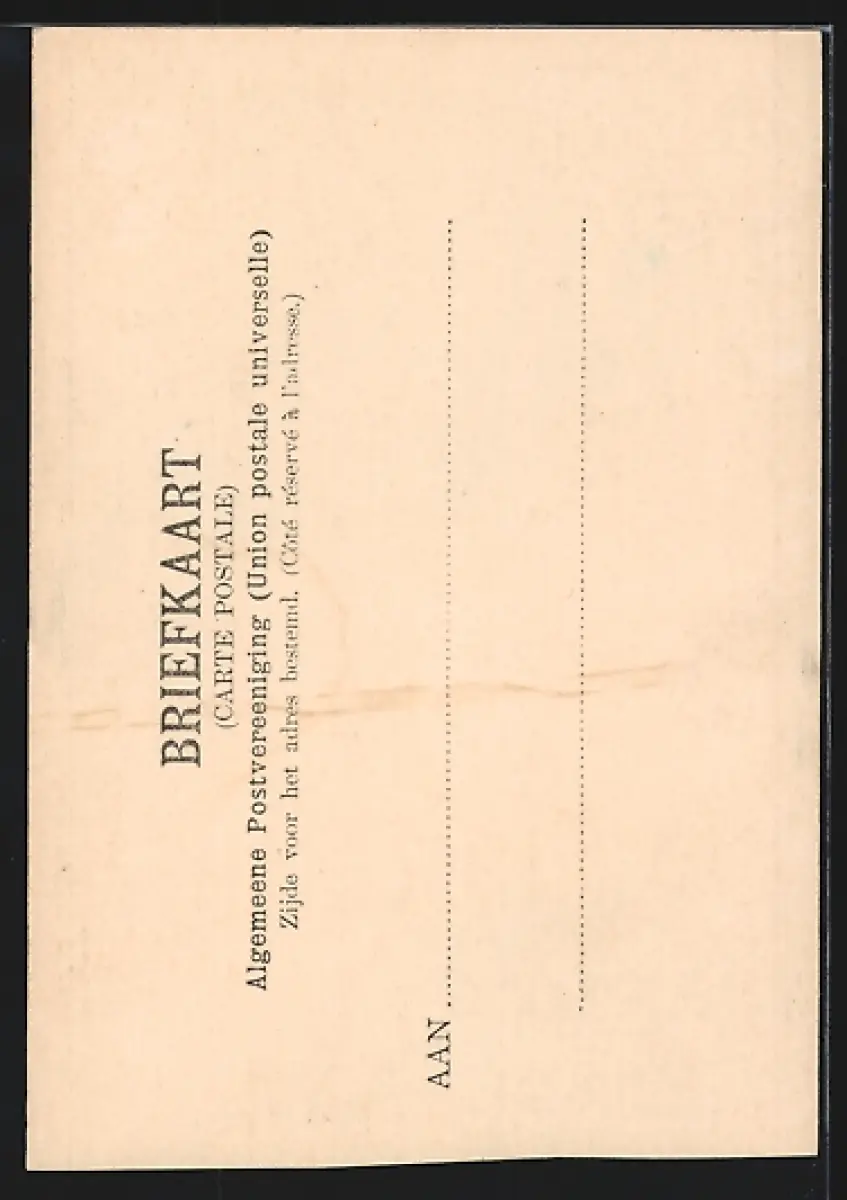 BRIEFKAART
(CARTE POSTALE)
Algemeene Postvereeniging (Union postale universelle)
Zijde voor het adres bestemd. (Côté réservé à l'adresse.)
AAN